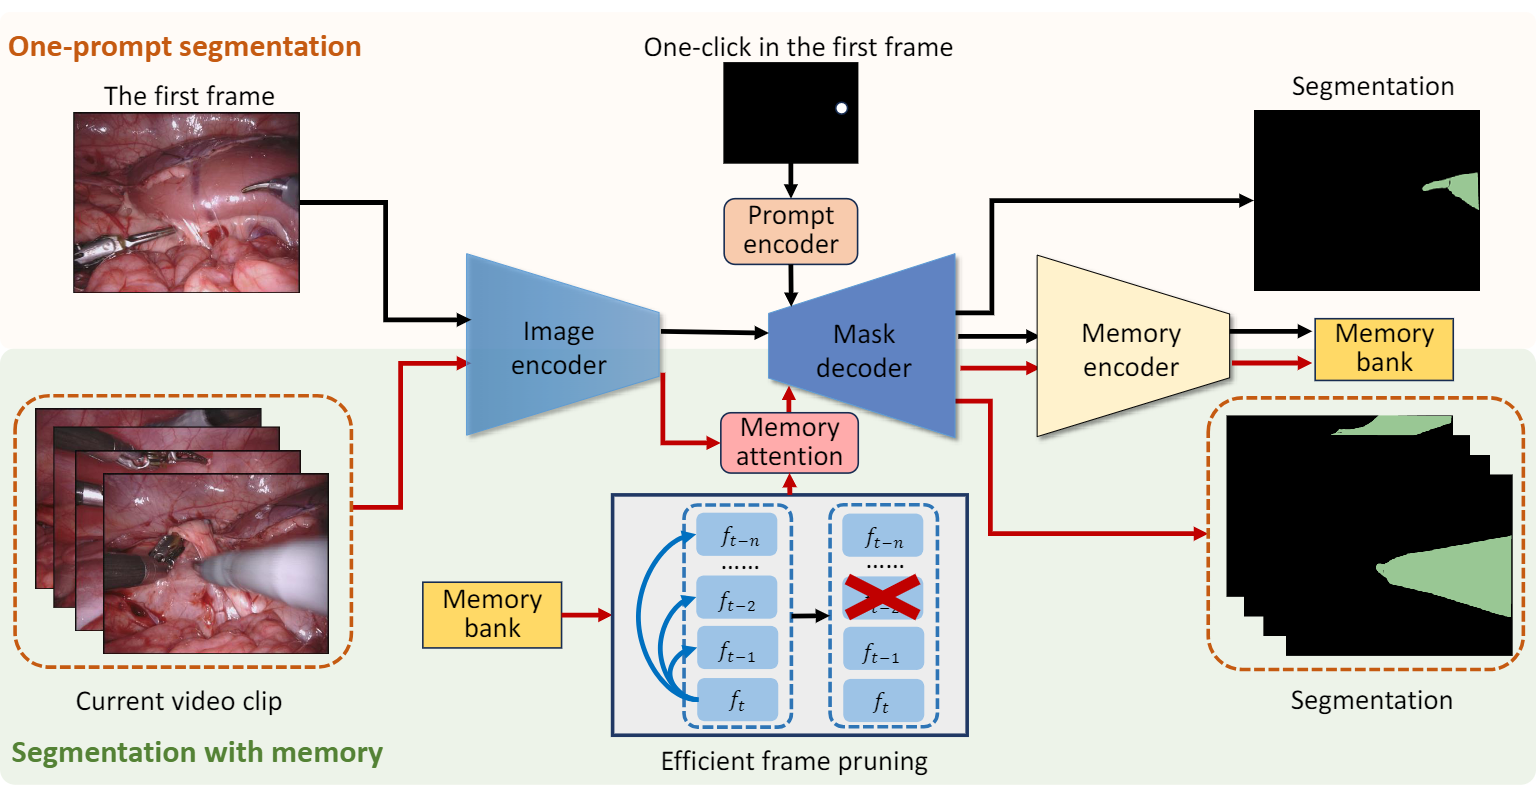 One-prompt segmentation
One-click in the first frame
The first frame
Segmentation
Prompt
encoder
Image
encoder
Mask
decoder
Memory
encoder
Memory
bank
Memory
attention
Memory
bank
f_{t−n}
......
f_{t−2}
f_{t−1}
f_t
f_{t−n}
......
f_{t−1}
f_t
Current video clip
Segmentation
Segmentation with memory
Efficient frame pruning